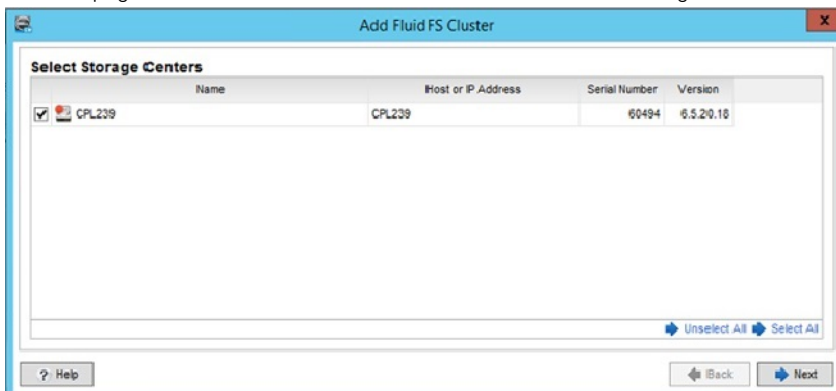 Add Fluid FS Cluster
X
Select Storage Centers
Name Host or IP Address Serial Number Version
CPL239 CPL239 60494 6.5.20.18
Unselect All Select All
? Help Back Next